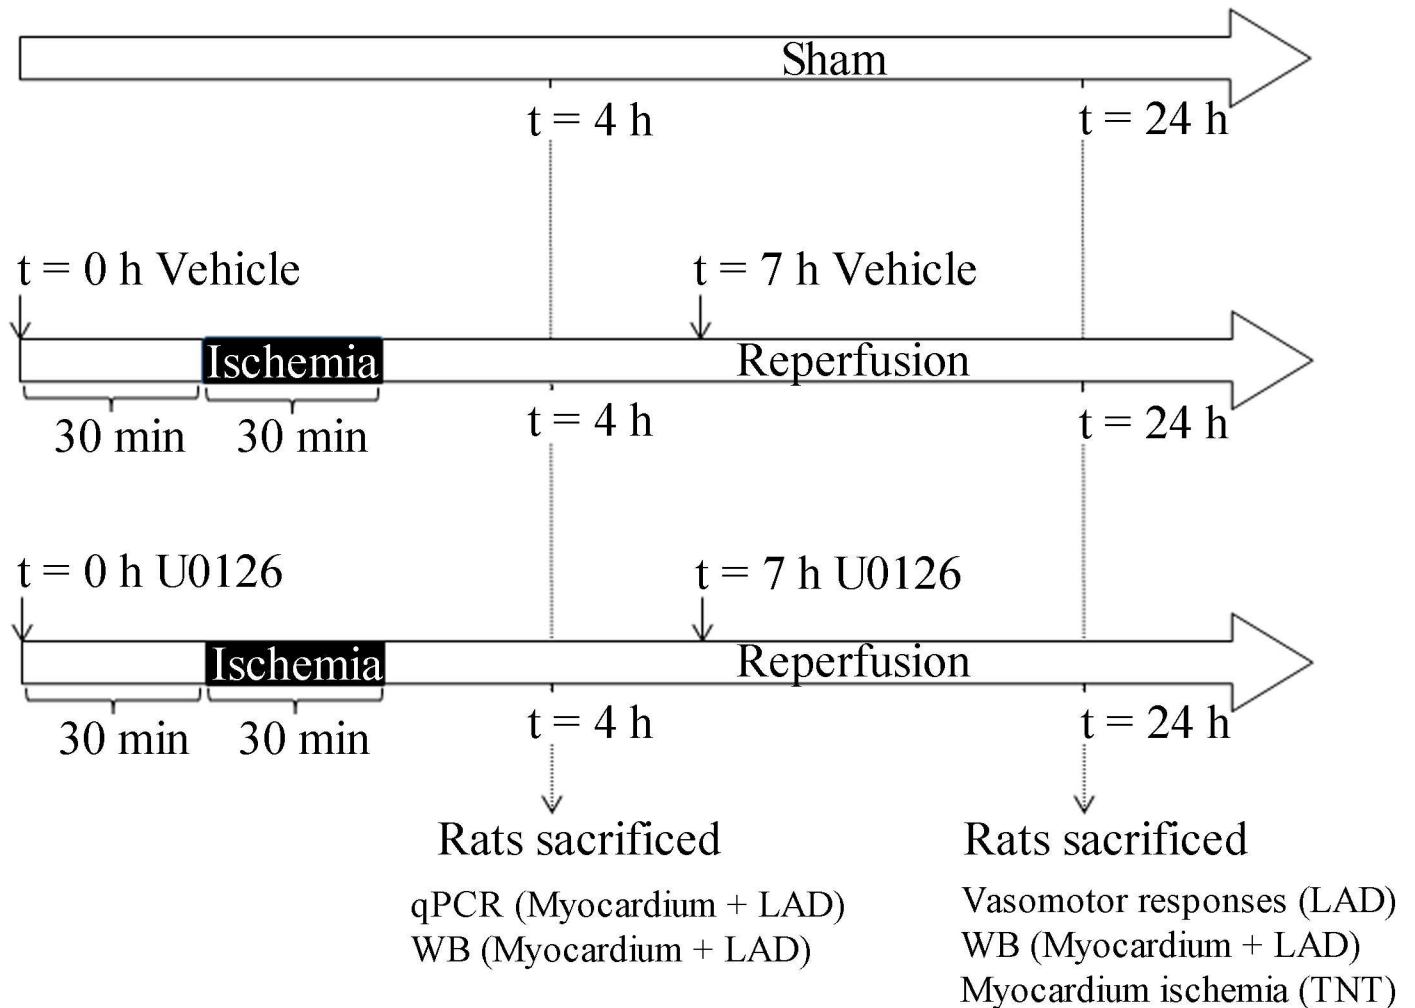 Sham
t = 4 h
t = 24 h
t = 0 h Vehicle
t = 7 h Vehicle
Ischemia
Reperfusion
30 min
30 min
t = 4 h
t = 24 h
t = 0 h U0126
t = 7 h U0126
Ischemia
Reperfusion
30 min
30 min
t = 4 h
t = 24 h
Rats sacrificed
qPCR (Myocardium + LAD)
WB (Myocardium + LAD)
Rats sacrificed
Vasomotor responses (LAD)
WB (Myocardium + LAD)
Myocardium ischemia (TNT)